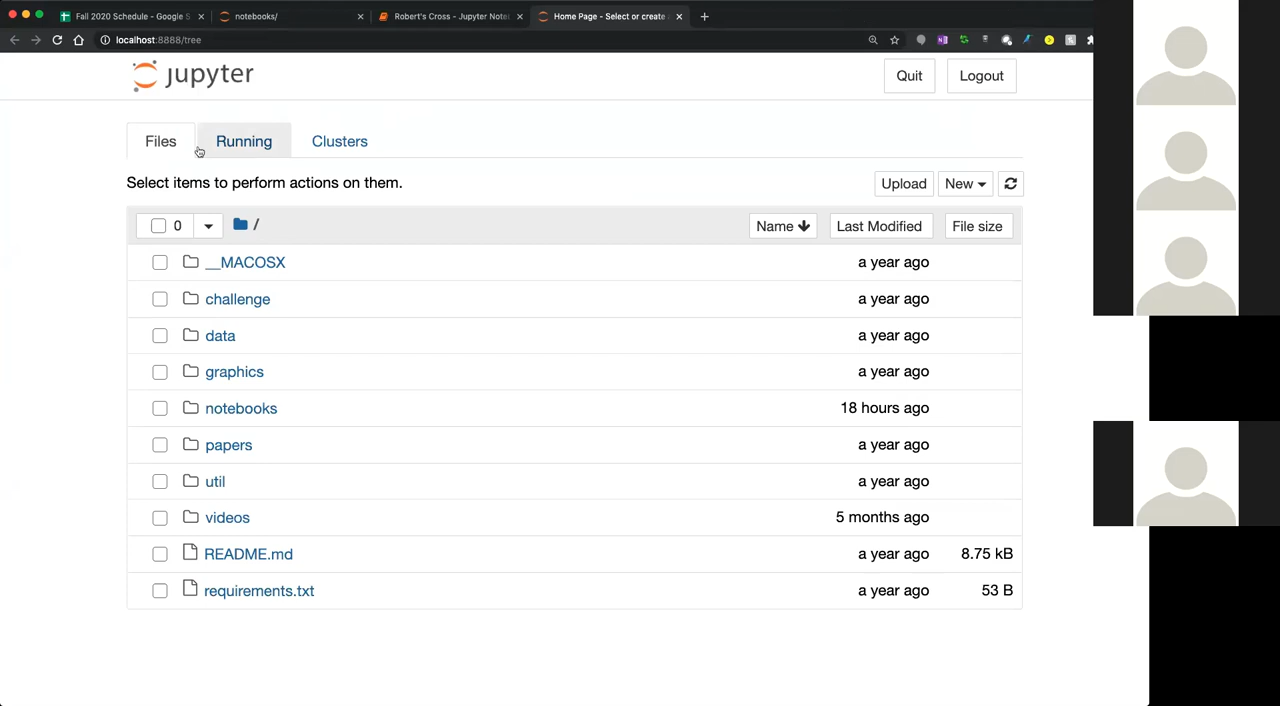 Fall 2020 Schedule - Google S
notebooks/
Robert's Cross - Jupyter Note
Home Page - Select or create
localhost:8888/tree
jupyter
Quit
Logout
Files
Running
Clusters
Select items to perform actions on them.
Upload
New
0
/
Name
Last Modified
File size
__MACOSX
a year ago
challenge
a year ago
data
a year ago
graphics
a year ago
notebooks
18 hours ago
papers
a year ago
util
a year ago
videos
5 months ago
README.md
a year ago
8.75 kB
requirements.txt
a year ago
53 B